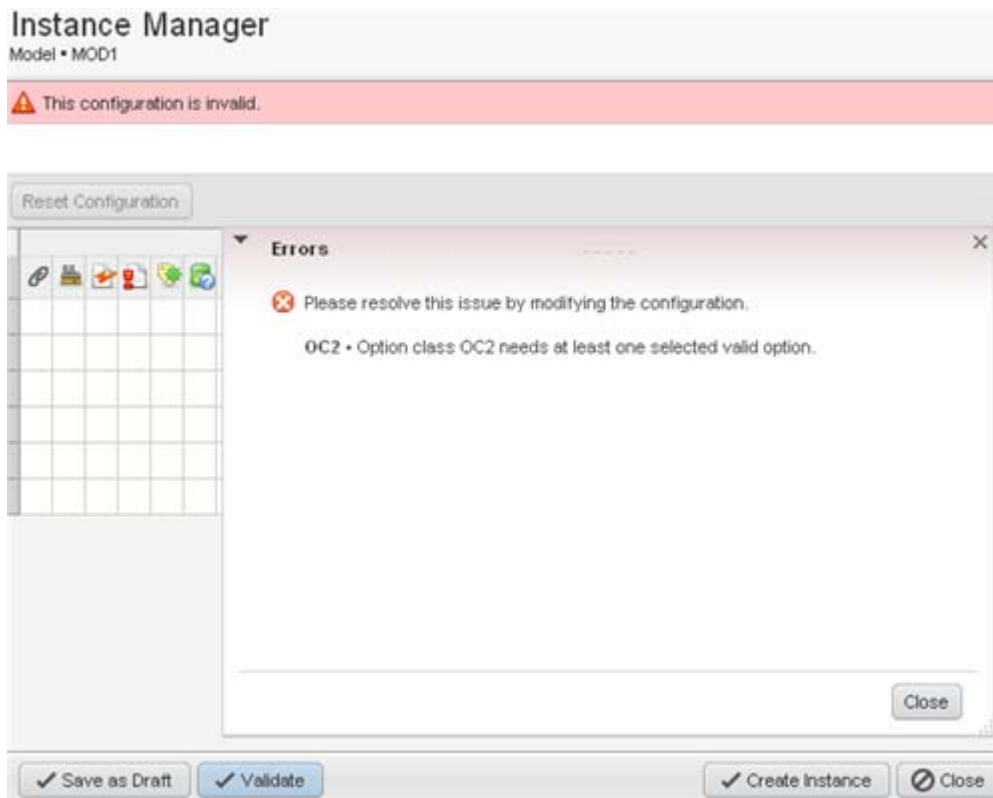 Instance Manager
Model • MOD1
This configuration is invalid.
Reset Configuration
Errors
Please resolve this issue by modifying the configuration.
OC2 • Option class OC2 needs at least one selected valid option.
Close
Save as Draft
Validate
Create Instance
Close